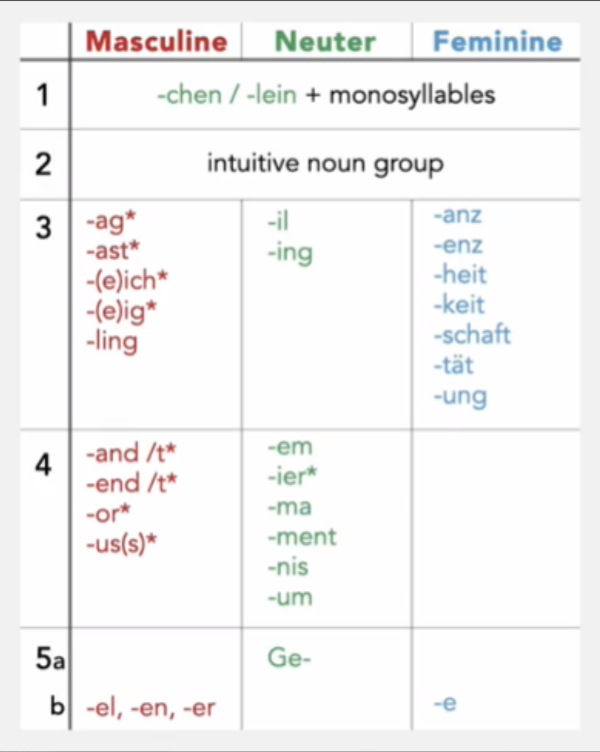 Masculine Neuter Feminine
1 -chen / -lein + monosyllables
2 intuitive noun group
3
-ag*
-ast*
-(e)ich*
-(e)ig*
-ling
-il
-ing
-anz
-enz
-heit
-keit
-schaft
-tät
-ung
4
-and /t*
-end /t*
-or*
-us(s)*
-em
-ier*
-ma
-ment
-nis
-um
5a Ge-
b -el, -en, -er -e